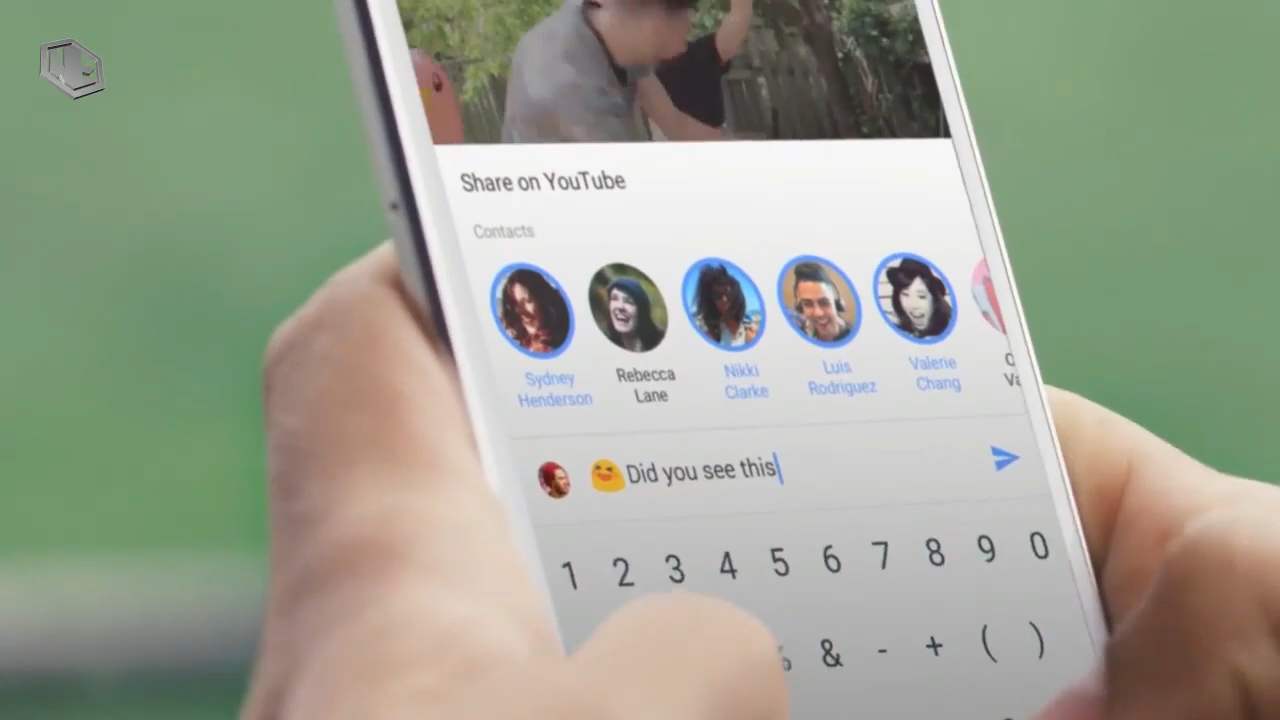 Share on YouTube
Contacts
Sydney Henderson
Rebecca Lane
Nikki Clarke
Luis Rodriguez
Valerie Chang
Did you see this
1 2 3 4 5 6 7 8 9 0
& - + ( )